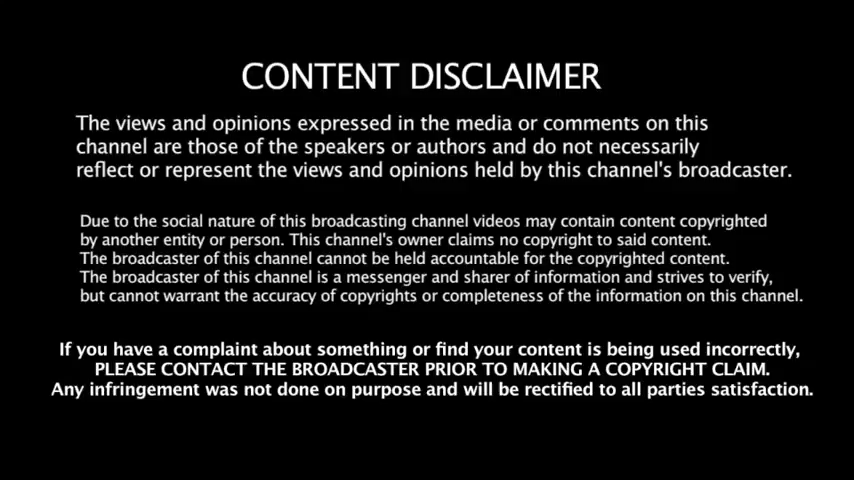 CONTENT DISCLAIMER
The views and opinions expressed in the media or comments on this
channel are those of the speakers or authors and do not necessarily
reflect or represent the views and opinions held by this channel's broadcaster.
Due to the social nature of this broadcasting channel videos may contain content copyrighted
by another entity or person. This channel's owner claims no copyright to said content.
The broadcaster of this channel cannot be held accountable for the copyrighted content.
The broadcaster of this channel is a messenger and sharer of information and strives to verify,
but cannot warrant the accuracy of copyrights or completeness of the information on this channel.
If you have a complaint about something or find your content is being used incorrectly,
PLEASE CONTACT THE BROADCASTER PRIOR TO MAKING A COPYRIGHT CLAIM.
Any infringement was not done on purpose and will be rectified to all parties satisfaction.